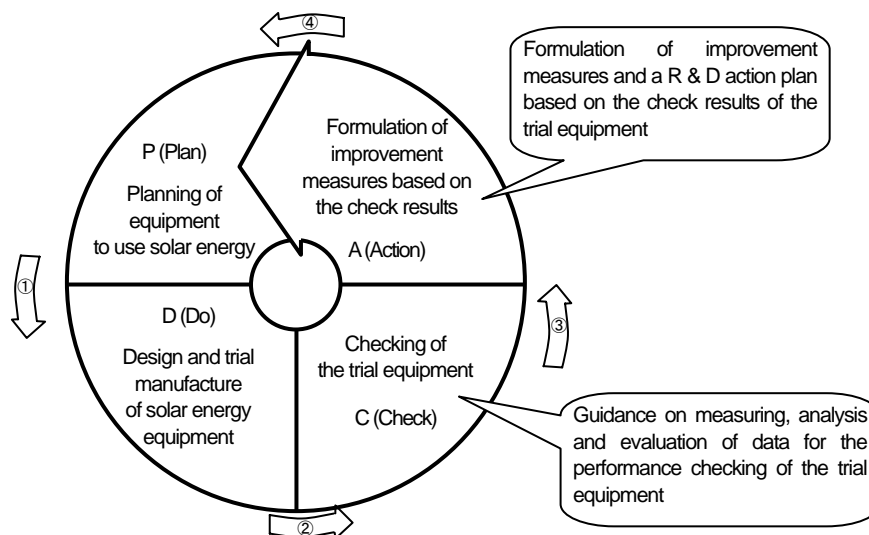 ④
Formulation of improvement
measures and a R & D action plan
based on the check results of the
trial equipment
P (Plan)
Planning of
equipment
to use solar energy
Formulation of
improvement
measures based on
the check results
A (Action)
①
③
D (Do)
Design and trial
manufacture
of solar energy
equipment
Checking of
the trial equipment
C (Check)
Guidance on measuring, analysis
and evaluation of data for the
performance checking of the trial
equipment
②